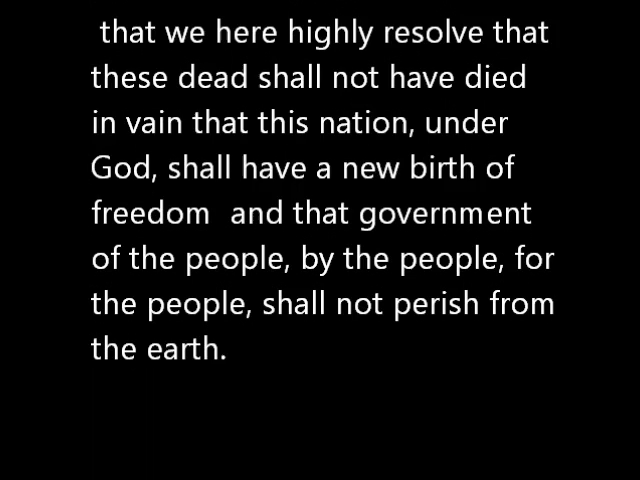 that we here highly resolve that
these dead shall not have died
in vain that this nation, under
God, shall have a new birth of
freedom  and that government
of the people, by the people, for
the people, shall not perish from
the earth.